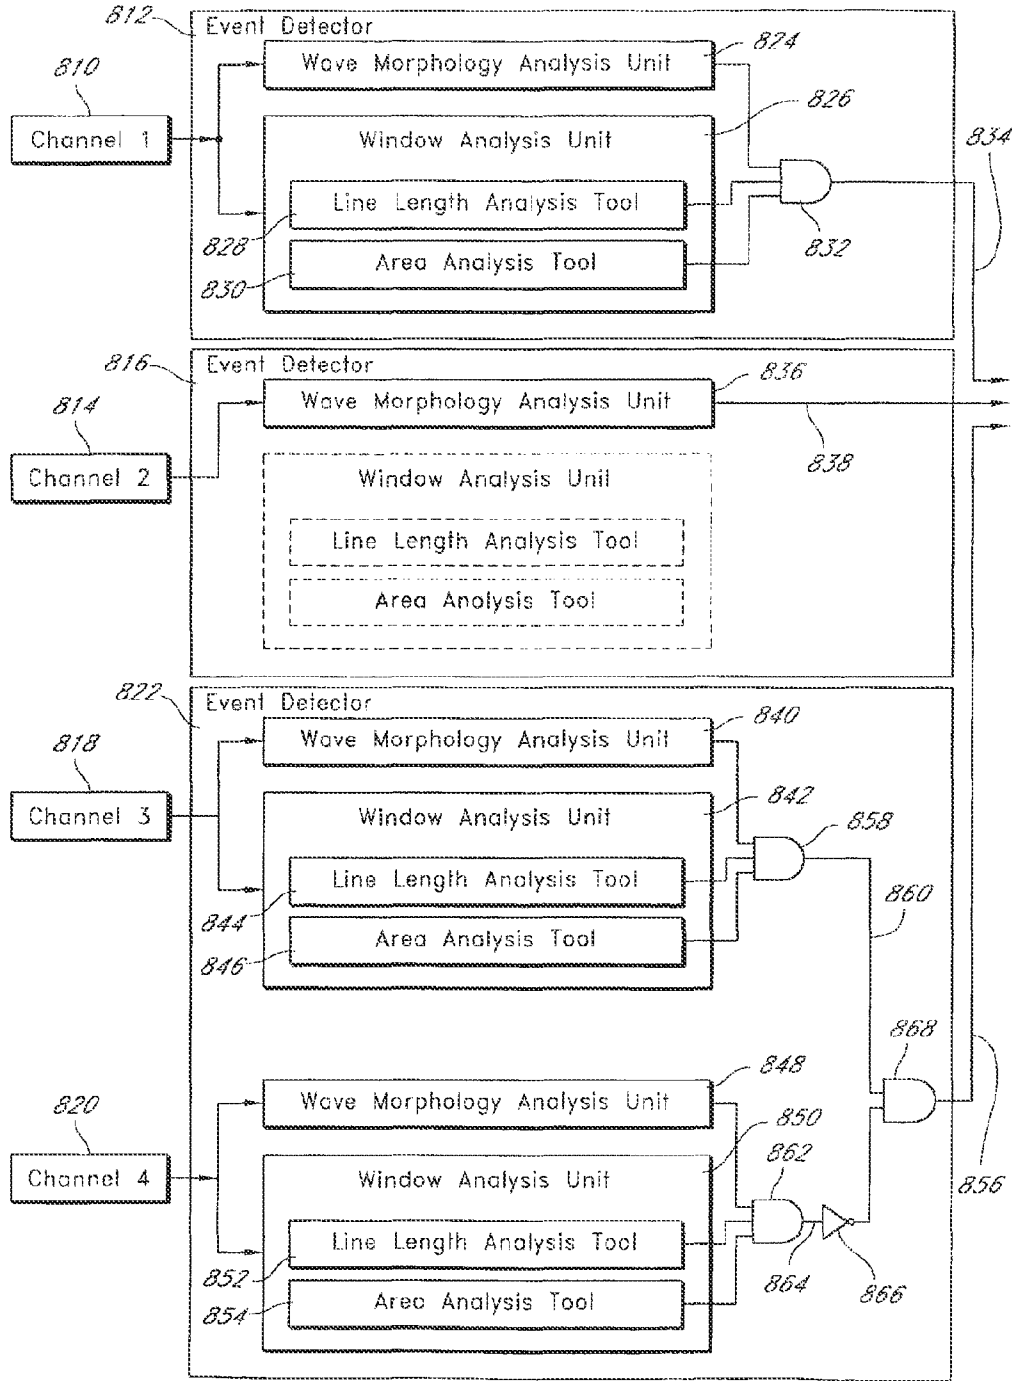 812
Event Detector
824
Wave Morphology Analysis Unit
810
Channel 1
826
Window Analysis Unit
834
Line Length Analysis Tool
828
832
Area Analysis Tool
830
816
Event Detector
836
Wave Morphology Analysis Unit
814
838
Channel 2
Window Analysis Unit
Line Length Analysis Tool
Area Analysis Tool
822
Event Detector
840
Wave Morphology Analysis Unit
818
842
Channel 3
Window Analysis Unit
858
Line Length Analysis Tool
844
860
Area Analysis Tool
846
868
848
Wave Morphology Analysis Unit
820
850
862
Channel 4
Window Analysis Unit
856
Line Length Analysis Tool
852
864
866
Area Analysis Tool
854